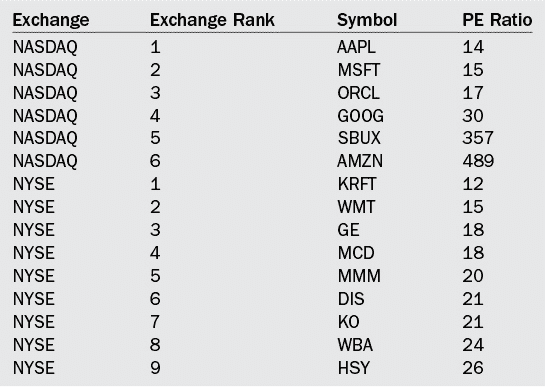 Exchange Exchange Rank Symbol PE Ratio
NASDAQ 1 AAPL 14
NASDAQ 2 MSFT 15
NASDAQ 3 ORCL 17
NASDAQ 4 GOOG 30
NASDAQ 5 SBUX 357
NASDAQ 6 AMZN 489
NYSE 1 KRFT 12
NYSE 2 WMT 15
NYSE 3 GE 18
NYSE 4 MCD 18
NYSE 5 MMM 20
NYSE 6 DIS 21
NYSE 7 KO 21
NYSE 8 WBA 24
NYSE 9 HSY 26